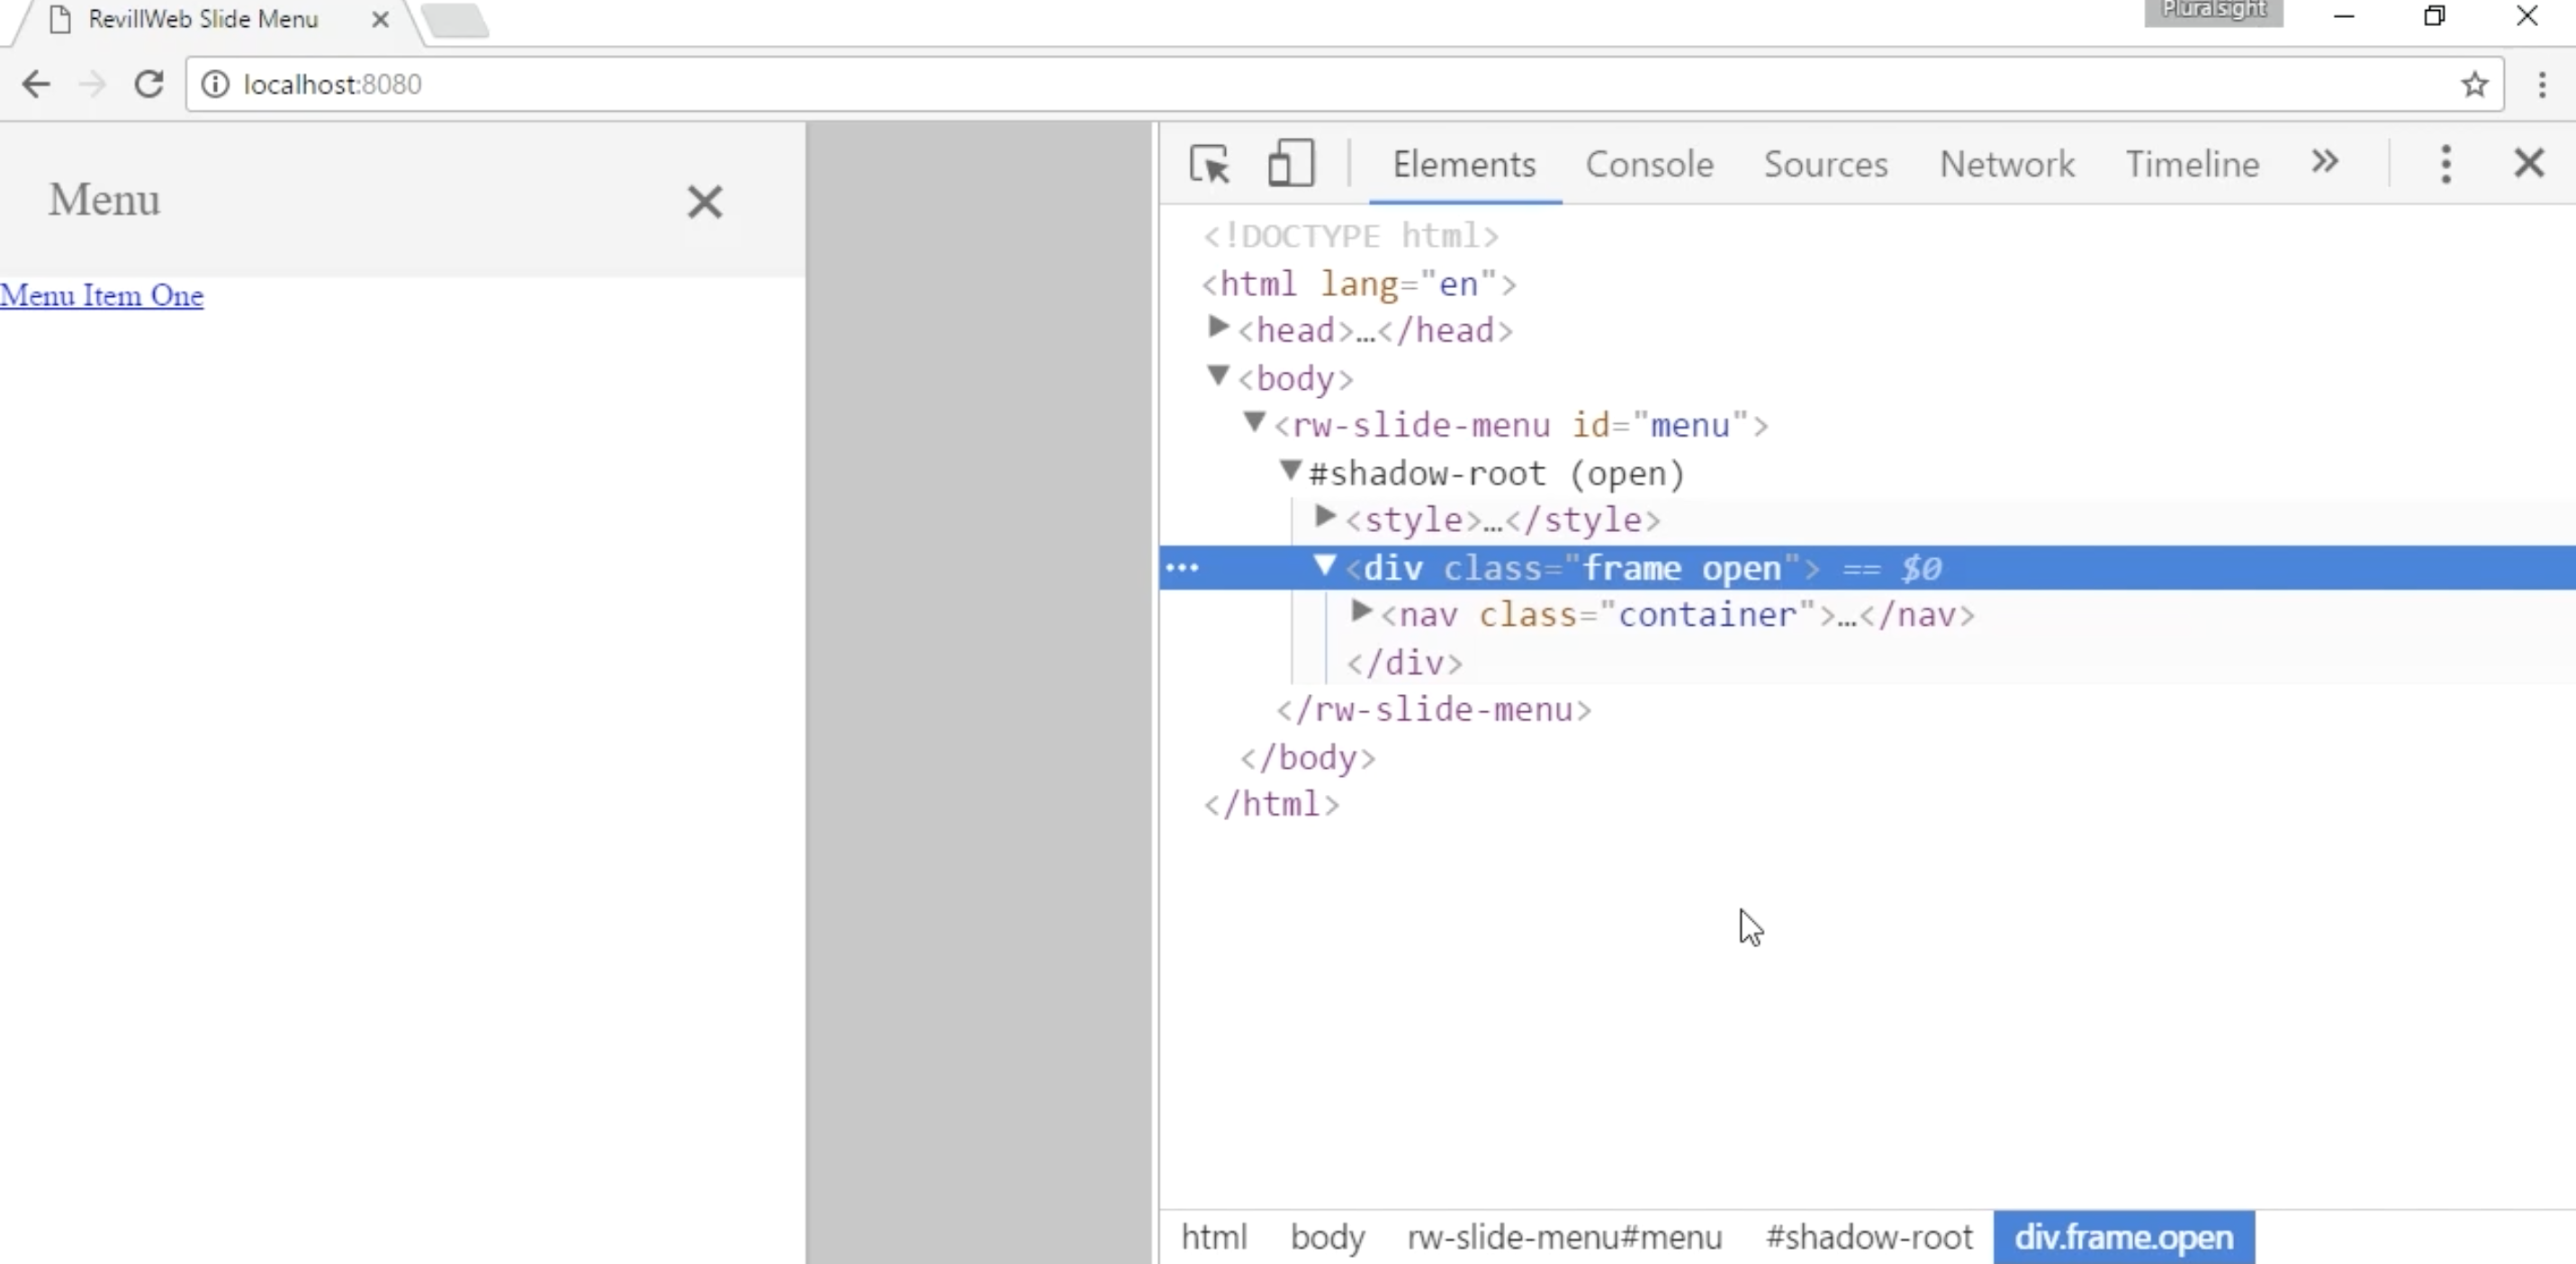 RevillWeb Slide Menu
Pluralsight
localhost:8080
Menu
Menu Item One
Elements Console Sources Network Timeline
<!DOCTYPE html>
<html lang="en">
<head>…</head>
<body>
<rw-slide-menu id="menu">
#shadow-root (open)
<style>…</style>
<div class="frame open"> == $0
<nav class="container">…</nav>
</div>
</rw-slide-menu>
</body>
</html>
html body rw-slide-menu#menu #shadow-root div.frame.open